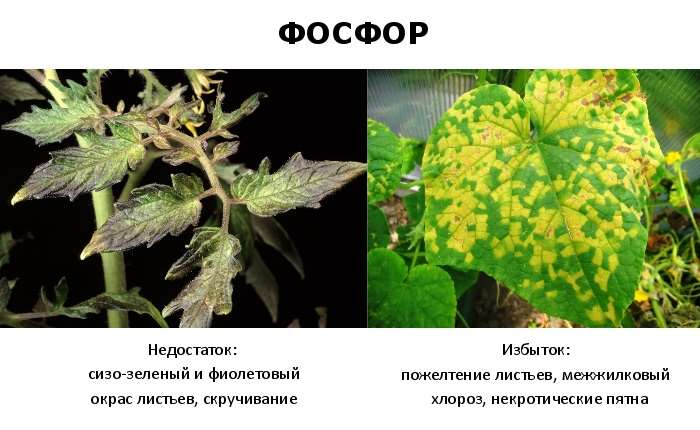 ФОСФОР
Недостаток:
сизо-зеленый и фиолетовый
окрас листьев, скручивание
Избыток:
пожелтение листьев, межжилковый
хлороз, некротические пятна